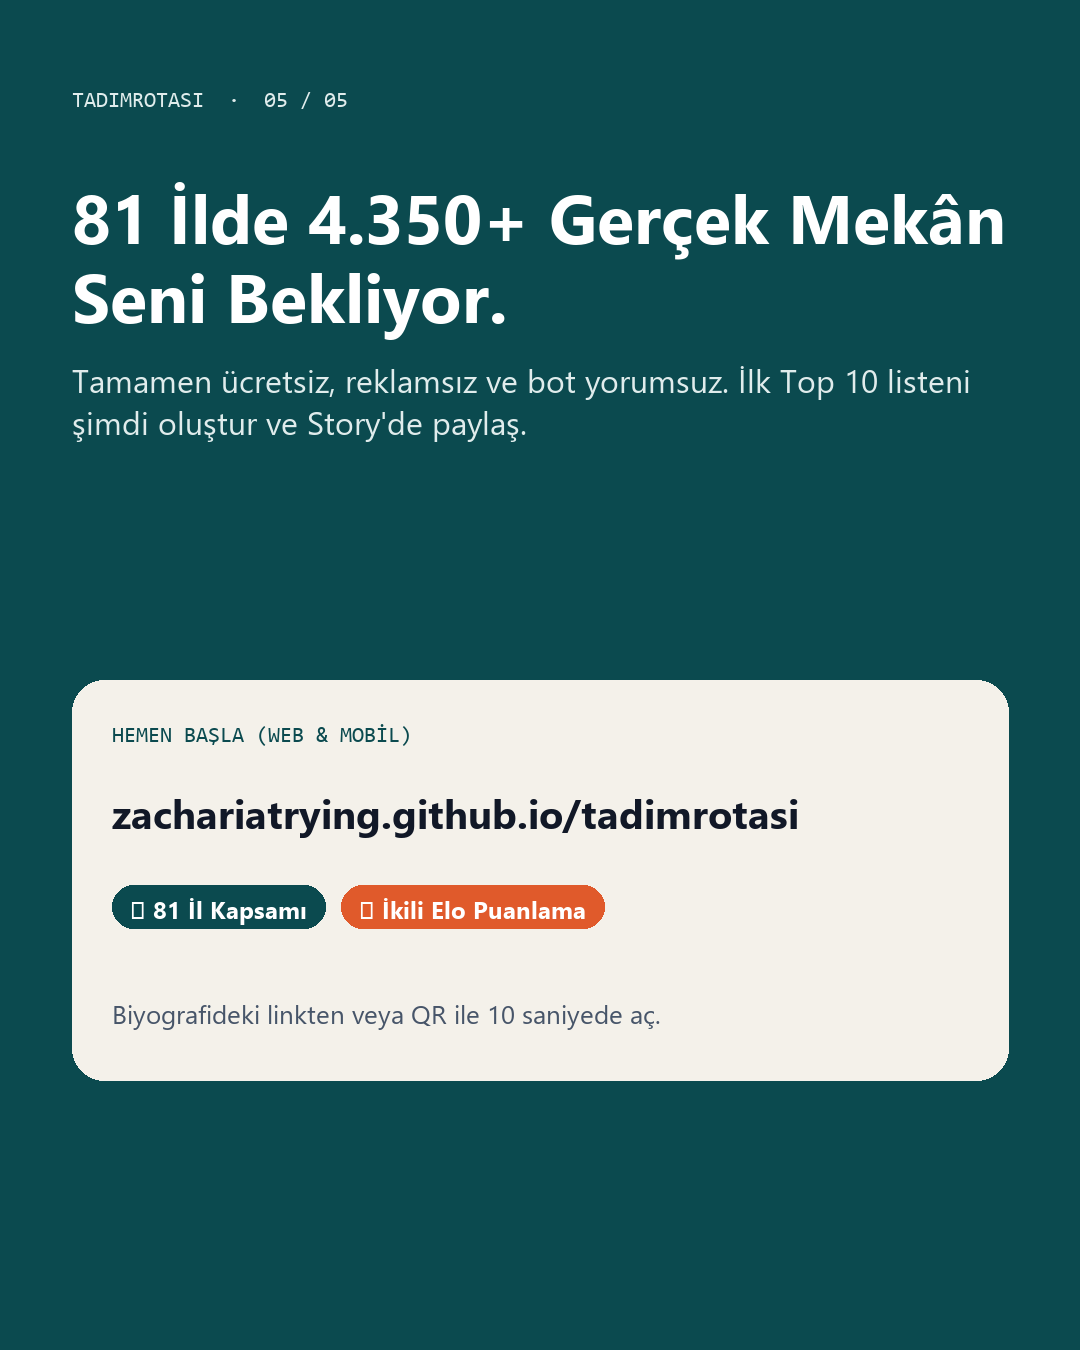 TADIMROTASI · 05 / 05
81 İlde 4.350+ Gerçek Mekân
Seni Bekliyor.
Tamamen ücretsiz, reklamsız ve bot yorumsuz. İlk Top 10 listeni
şimdi oluştur ve Story'de paylaş.
HEMEN BAŞLA (WEB & MOBİL)
zachariatrying.github.io/tadimrotasi
▯ 81 İl Kapsamı
▯ İkili Elo Puanlama
Biyografideki linkten veya QR ile 10 saniyede aç.